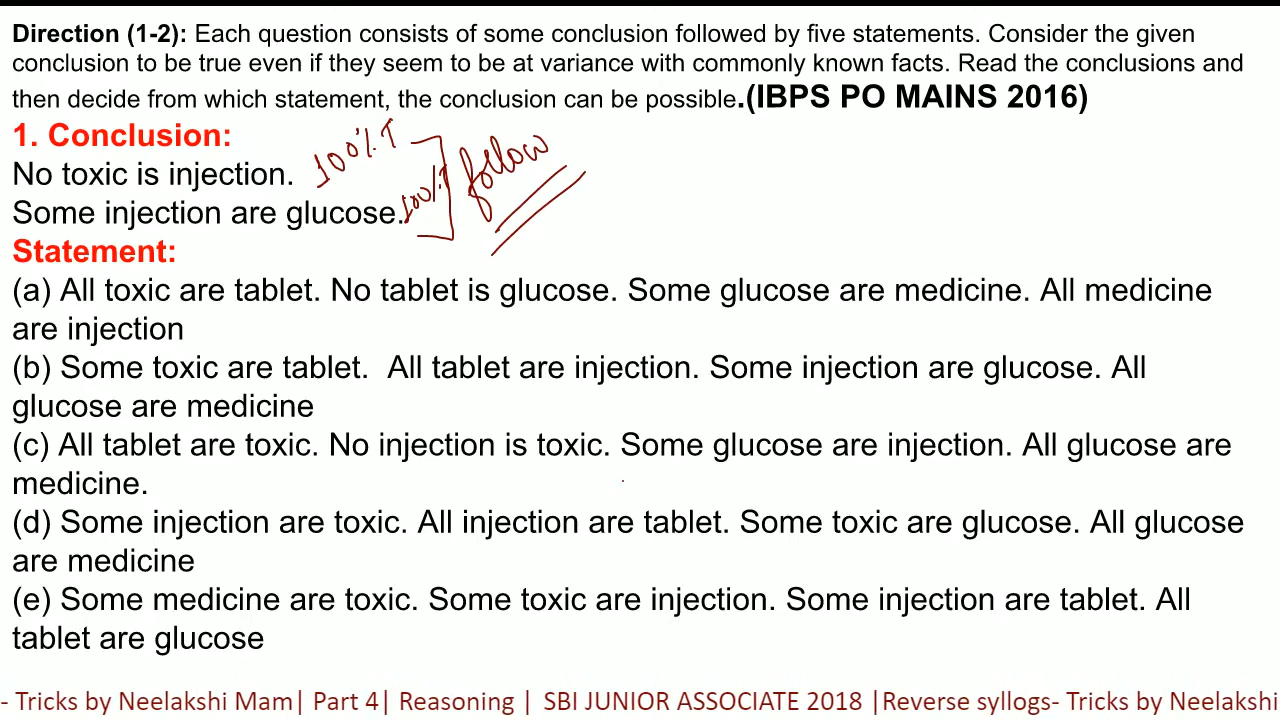 Direction (1-2): Each question consists of some conclusion followed by five statements. Consider the given
conclusion to be true even if they seem to be at variance with commonly known facts. Read the conclusions and
then decide from which statement, the conclusion can be possible.(IBPS PO MAINS 2016)
1. Conclusion:
No toxic is injection. 100% T
Some injection are glucose. 100% T
follow
Statement:
(a) All toxic are tablet. No tablet is glucose. Some glucose are medicine. All medicine
are injection
(b) Some toxic are tablet.  All tablet are injection. Some injection are glucose. All
glucose are medicine
(c) All tablet are toxic. No injection is toxic. Some glucose are injection. All glucose are
medicine.
(d) Some injection are toxic. All injection are tablet. Some toxic are glucose. All glucose
are medicine
(e) Some medicine are toxic. Some toxic are injection. Some injection are tablet. All
tablet are glucose
- Tricks by Neelakshi Mam| Part 4| Reasoning | SBI JUNIOR ASSOCIATE 2018 |Reverse syllogs- Tricks by Neelakshi